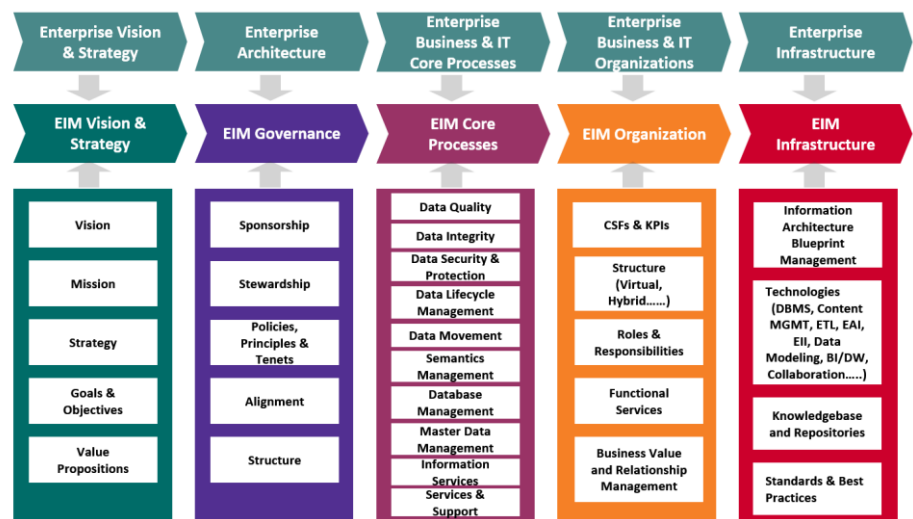 Enterprise Vision
& Strategy
Enterprise
Architecture
Enterprise
Business & IT
Core Processes
Enterprise
Business & IT
Organizations
Enterprise
Infrastructure
EIM Vision &
Strategy
EIM Governance
EIM Core
Processes
EIM Organization
EIM
Infrastructure
Vision
Mission
Strategy
Goals &
Objectives
Value
Propositions
Sponsorship
Stewardship
Policies,
Principles &
Tenets
Alignment
Structure
Data Quality
Data Integrity
Data Security &
Protection
Data Lifecycle
Management
Data Movement
Semantics
Management
Database
Management
Master Data
Management
Information
Services
Services &
Support
CSFs & KPIs
Structure
(Virtual,
Hybrid……)
Roles &
Responsibilities
Functional
Services
Business Value
and Relationship
Management
Information
Architecture
Blueprint
Management
Technologies
(DBMS, Content
MGMT, ETL, EAI,
EII, Data
Modeling, BI/DW,
Collaboration…..)
Knowledgebase
and Repositories
Standards & Best
Practices